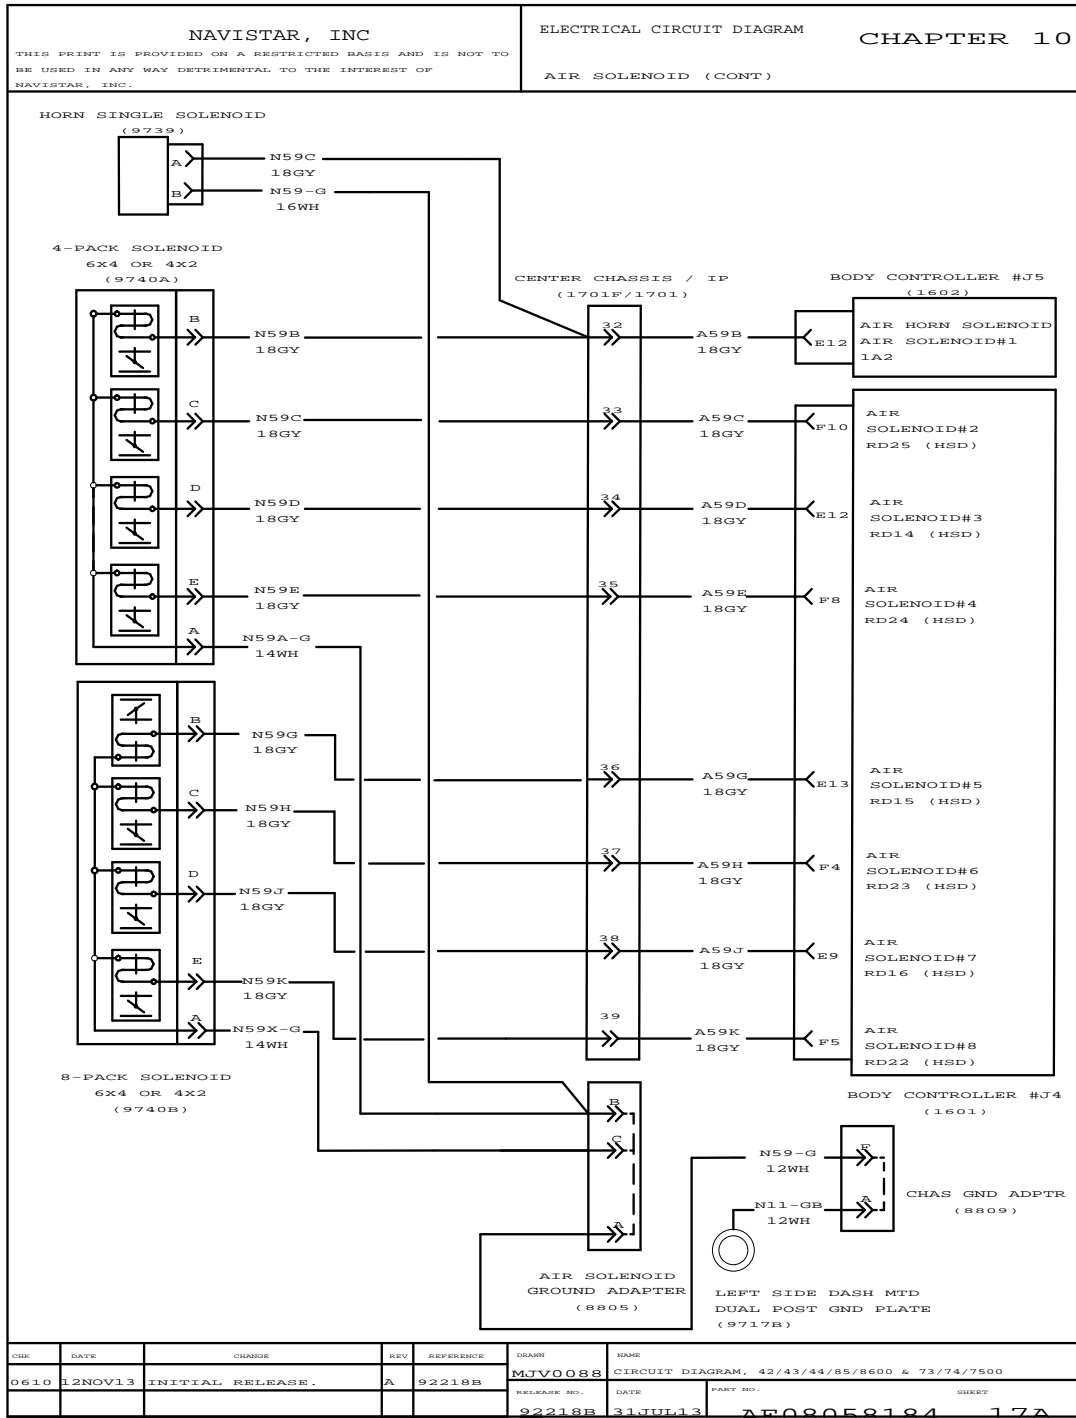 NAVISTAR, INC
THIS PRINT IS PROVIDED ON A RESTRICTED BASIS AND IS NOT TO
BE USED IN ANY WAY DETRIMENTAL TO THE INTEREST OF
NAVISTAR, INC.
ELECTRICAL CIRCUIT DIAGRAM
AIR SOLENOID (CONT)
CHAPTER 10
HORN SINGLE SOLENOID
(9739)
A
N59C
18GY
B
N59-G
16WH
4-PACK SOLENOID
6X4 OR 4X2
(9740A)
CENTER CHASSIS / IP
(1701F/1701)
BODY CONTROLLER #J5
(1602)
B
N59B
18GY
32
A59B
18GY
E12
AIR HORN SOLENOID
AIR SOLENOID#1
1A2
C
N59C
18GY
33
A59C
18GY
F10
AIR
SOLENOID#2
RD25 (HSD)
D
N59D
18GY
34
A59D
18GY
E12
AIR
SOLENOID#3
RD14 (HSD)
E
N59E
18GY
35
A59E
18GY
F8
AIR
SOLENOID#4
RD24 (HSD)
A
N59A-G
14WH
B
N59G
18GY
36
A59G
18GY
E13
AIR
SOLENOID#5
RD15 (HSD)
C
N59H
18GY
37
A59H
18GY
F4
AIR
SOLENOID#6
RD23 (HSD)
D
N59J
18GY
38
A59J
18GY
E9
AIR
SOLENOID#7
RD16 (HSD)
E
N59K
18GY
39
A59K
18GY
F5
AIR
SOLENOID#8
RD22 (HSD)
A
N59X-G
14WH
8-PACK SOLENOID
6X4 OR 4X2
(9740B)
BODY CONTROLLER #J4
(1601)
B
C
A
AIR SOLENOID
GROUND ADAPTER
(8805)
N59-G
12WH
F
N11-GB
12WH
A
CHAS GND ADPTR
(8809)
LEFT SIDE DASH MTD
DUAL POST GND PLATE
(9717B)
CHK DATE CHANGE REV REFERENCE
0610 12NOV13 INITIAL RELEASE. A 92218B
DRAWN
MJV0088
NAME
CIRCUIT DIAGRAM, 42/43/44/85/8600 & 73/74/7500
RELEASE NO.
92218B
DATE
31JUL13
PART NO.
AE08058184
SHEET
17A